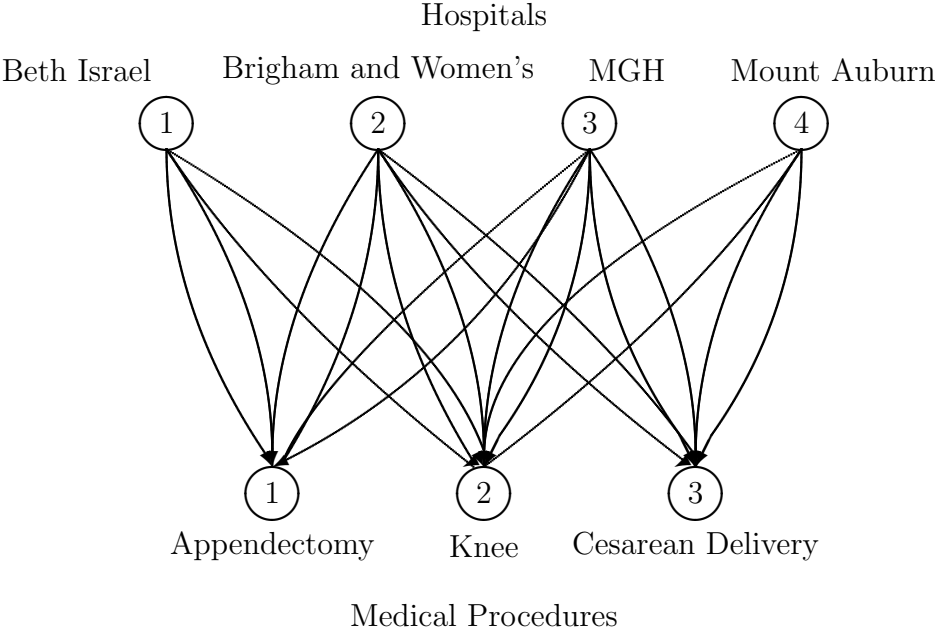 Hospitals
Beth Israel Brigham and Women's MGH Mount Auburn
1 2 3 4
1 2 3
Appendectomy Knee Cesarean Delivery
Medical Procedures